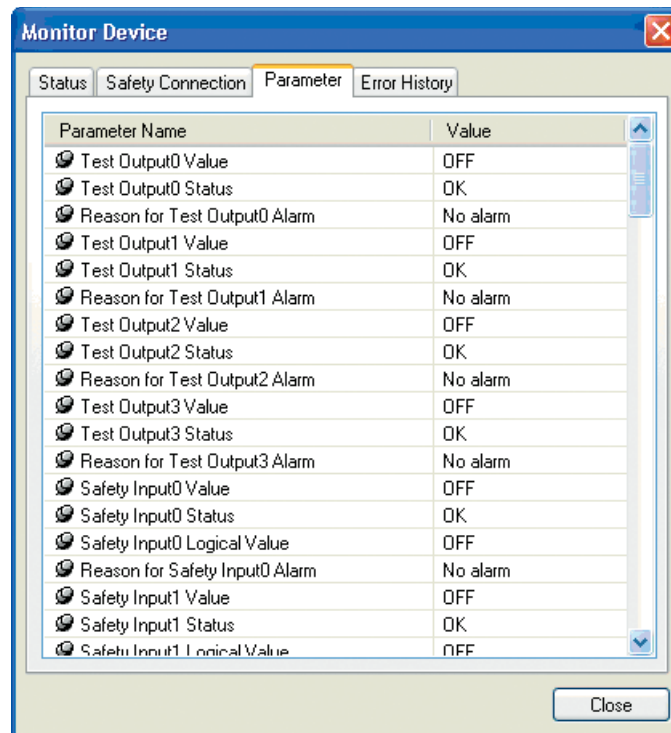 Monitor Device
Status Safety Connection Parameter Error History
Parameter Name Value
Test Output0 Value OFF
Test Output0 Status OK
Reason for Test Output0 Alarm No alarm
Test Output1 Value OFF
Test Output1 Status OK
Reason for Test Output1 Alarm No alarm
Test Output2 Value OFF
Test Output2 Status OK
Reason for Test Output2 Alarm No alarm
Test Output3 Value OFF
Test Output3 Status OK
Reason for Test Output3 Alarm No alarm
Safety Input0 Value OFF
Safety Input0 Status OK
Safety Input0 Logical Value OFF
Reason for Safety Input0 Alarm No alarm
Safety Input1 Value OFF
Safety Input1 Status OK
Safety Input1 Logical Value OFF
Close